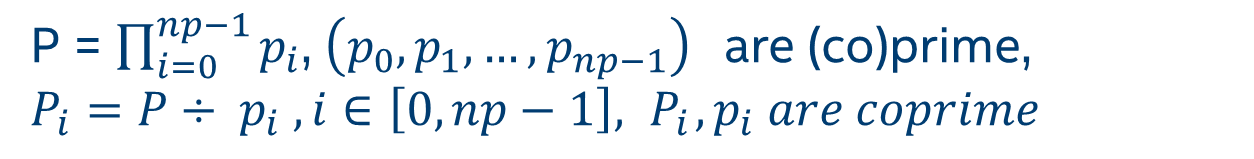 P = ∏_{i=0}^{np−1} p_i, (p_0, p_1, … , p_{np−1}) are (co)prime,
P_i = P ÷ p_i , i ∈ [0, np − 1], P_i, p_i are coprime